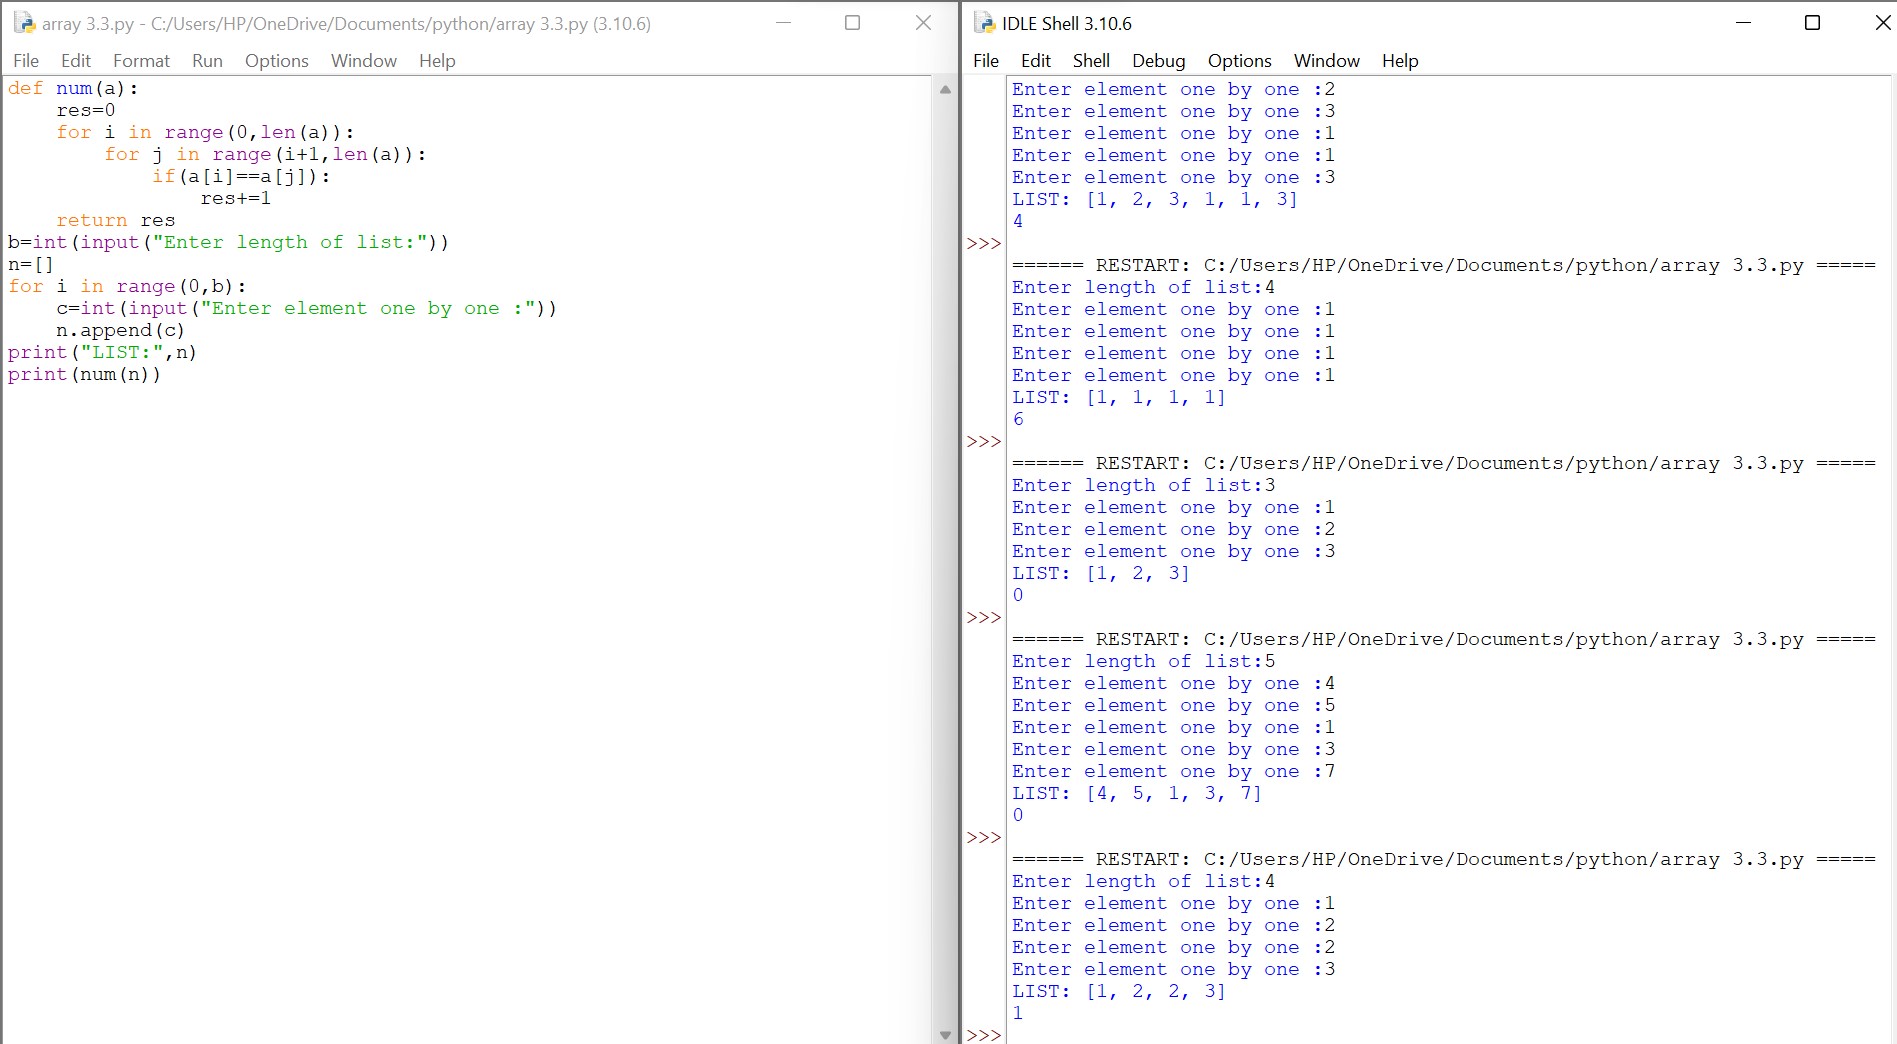 array 3.3.py - C:/Users/HP/OneDrive/Documents/python/array 3.3.py (3.10.6)
File Edit Format Run Options Window Help
def num(a):
    res=0
    for i in range(0,len(a)):
        for j in range(i+1,len(a)):
            if(a[i]==a[j]):
                res+=1
    return res
b=int(input("Enter length of list:"))
n=[]
for i in range(0,b):
    c=int(input("Enter element one by one :"))
    n.append(c)
print("LIST:",n)
print(num(n))
IDLE Shell 3.10.6
File Edit Shell Debug Options Window Help
Enter element one by one :2
Enter element one by one :3
Enter element one by one :1
Enter element one by one :1
Enter element one by one :3
LIST: [1, 2, 3, 1, 1, 3]
4
>>>
====== RESTART: C:/Users/HP/OneDrive/Documents/python/array 3.3.py =====
Enter length of list:4
Enter element one by one :1
Enter element one by one :1
Enter element one by one :1
Enter element one by one :1
LIST: [1, 1, 1, 1]
6
>>>
====== RESTART: C:/Users/HP/OneDrive/Documents/python/array 3.3.py =====
Enter length of list:3
Enter element one by one :1
Enter element one by one :2
Enter element one by one :3
LIST: [1, 2, 3]
0
>>>
====== RESTART: C:/Users/HP/OneDrive/Documents/python/array 3.3.py =====
Enter length of list:5
Enter element one by one :4
Enter element one by one :5
Enter element one by one :1
Enter element one by one :3
Enter element one by one :7
LIST: [4, 5, 1, 3, 7]
0
>>>
====== RESTART: C:/Users/HP/OneDrive/Documents/python/array 3.3.py =====
Enter length of list:4
Enter element one by one :1
Enter element one by one :2
Enter element one by one :2
Enter element one by one :3
LIST: [1, 2, 2, 3]
1
>>>